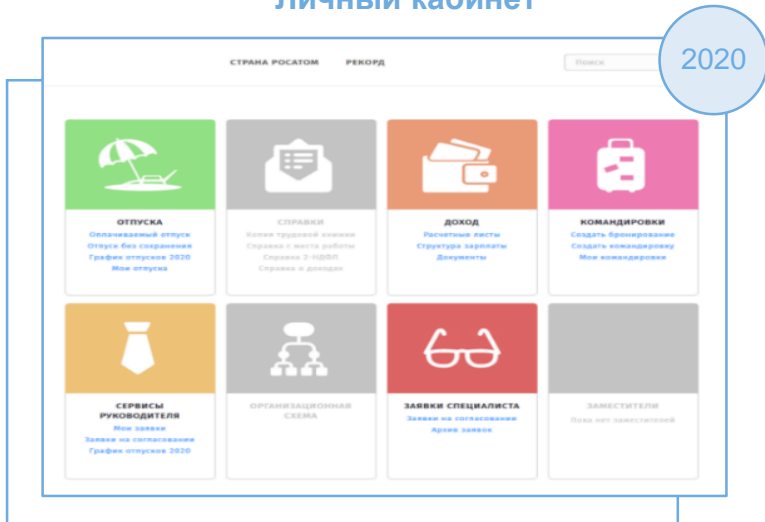 Личный кабинет
2020
СТРАНА РОСАТОМ РЕКОРД
Поиск
ОТПУСКА
Оплачиваемый отпуск
Отпуск без сохранения
График отпусков 2020
Мои отпуска
СПРАВКИ
Копия трудовой книжки
Справка с места работы
Справка 2-НДФЛ
Справка о доходах
ДОХОД
Расчетные листы
Структура зарплаты
Документы
КОМАНДИРОВКИ
Создать бронирование
Создать командировку
Мои командировки
СЕРВИСЫ
РУКОВОДИТЕЛЯ
Мои заявки
Заявки на согласовании
График отпусков 2020
ОРГАНИЗАЦИОННАЯ
СХЕМА
ЗАЯВКИ СПЕЦИАЛИСТА
Заявки на согласовании
Архив заявок
ЗАМЕСТИТЕЛИ
Пока нет заместителей